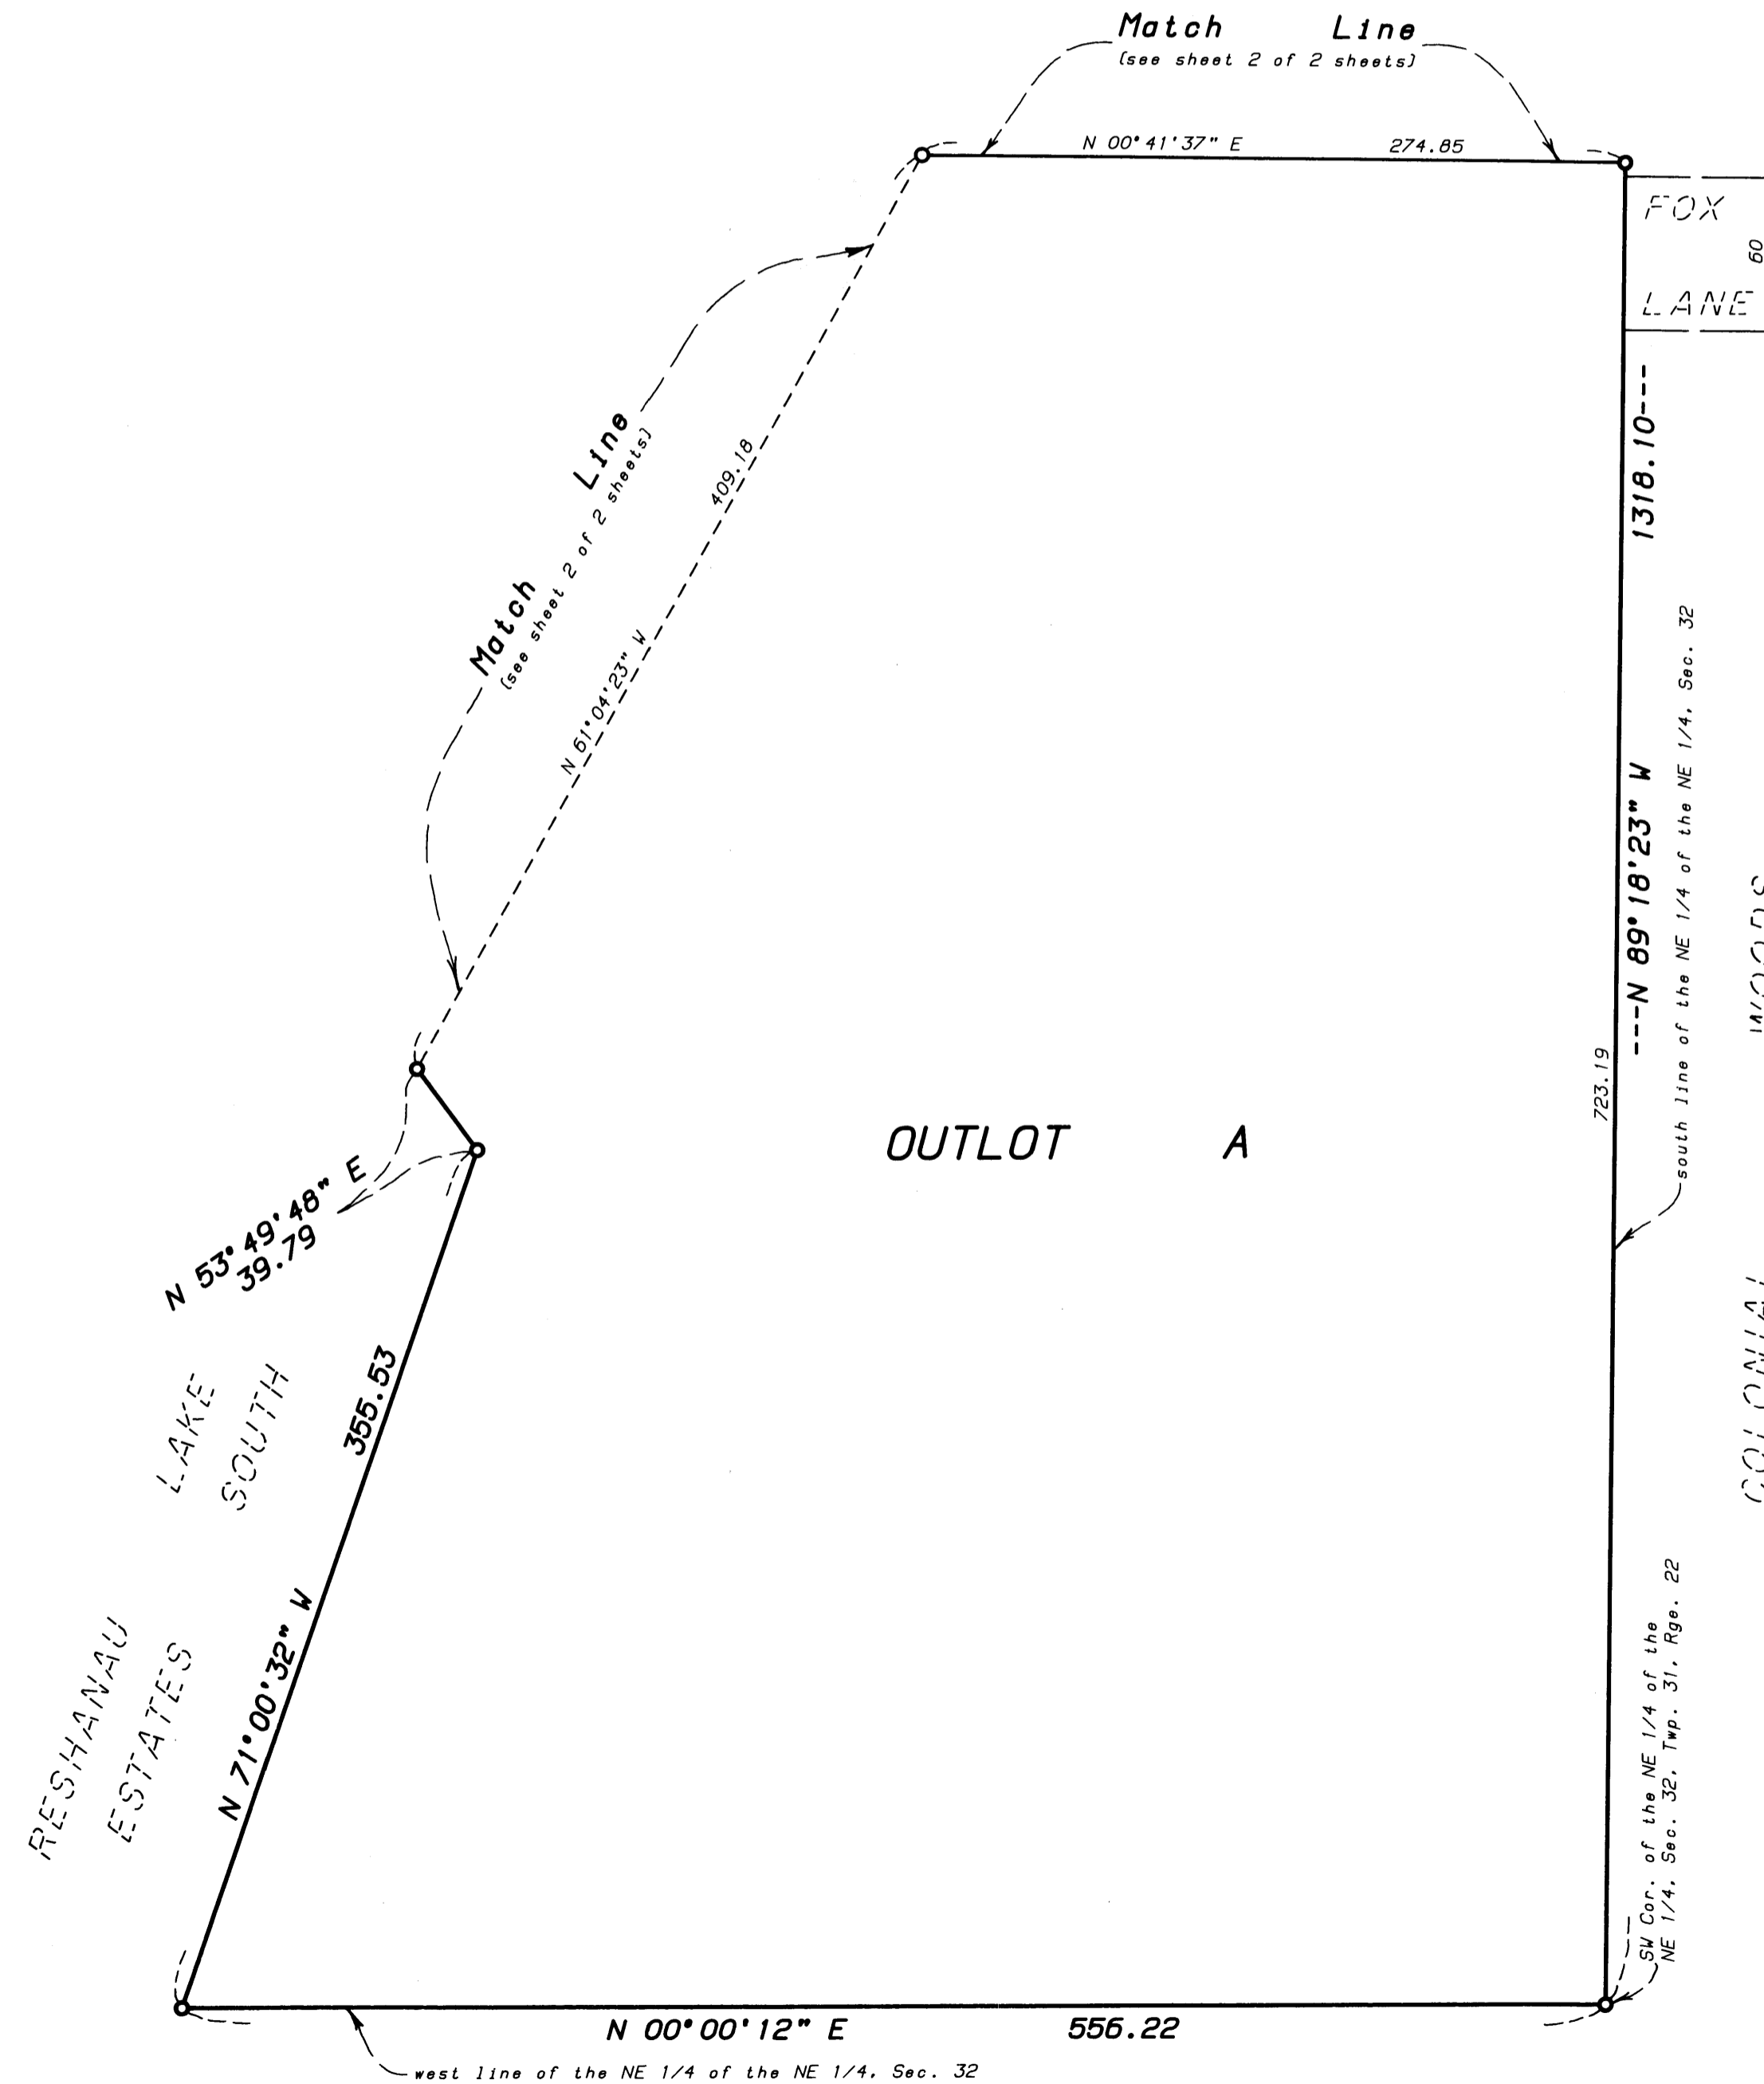 Match Line
(see sheet 2 of 2 sheets)
N 00°41'37" E 274.85
FOX
60
LANE
Match Line
(see sheet 2 of 2 sheets)
N 61°04'23" W 409.18
---N 89°18'23" W 1318.10----
723.19
south line of the NE 1/4 of the NE 1/4, Sec. 32
WOODS
COLONIAL
OUTLOT A
N 53°49'48" E
39.79
N 71°00'32" W 355.53
RESHANAU LAKE
ESTATES SOUTH
SW Cor. of the NE 1/4 of the
NE 1/4, Sec. 32, Twp. 31, Rge. 22
N 00°00'12" E 556.22
west line of the NE 1/4 of the NE 1/4, Sec. 32